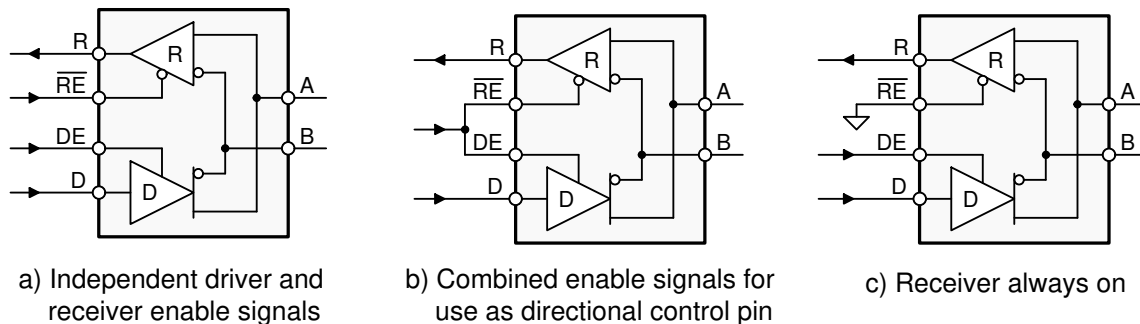 R
R
A
RE
DE
B
D
D
a) Independent driver and
receiver enable signals
R
R
A
RE
DE
B
D
D
b) Combined enable signals for
use as directional control pin
R
R
A
RE
DE
B
D
D
c) Receiver always on